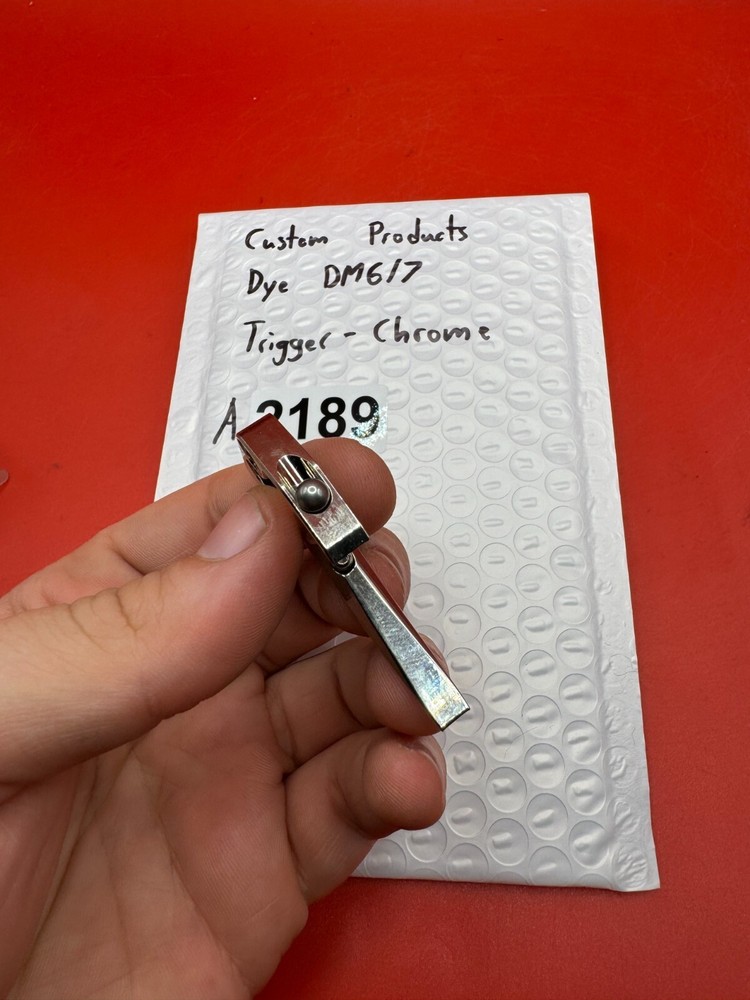 Custom Products
Dye DM6/7
Trigger - Chrome
A 2189